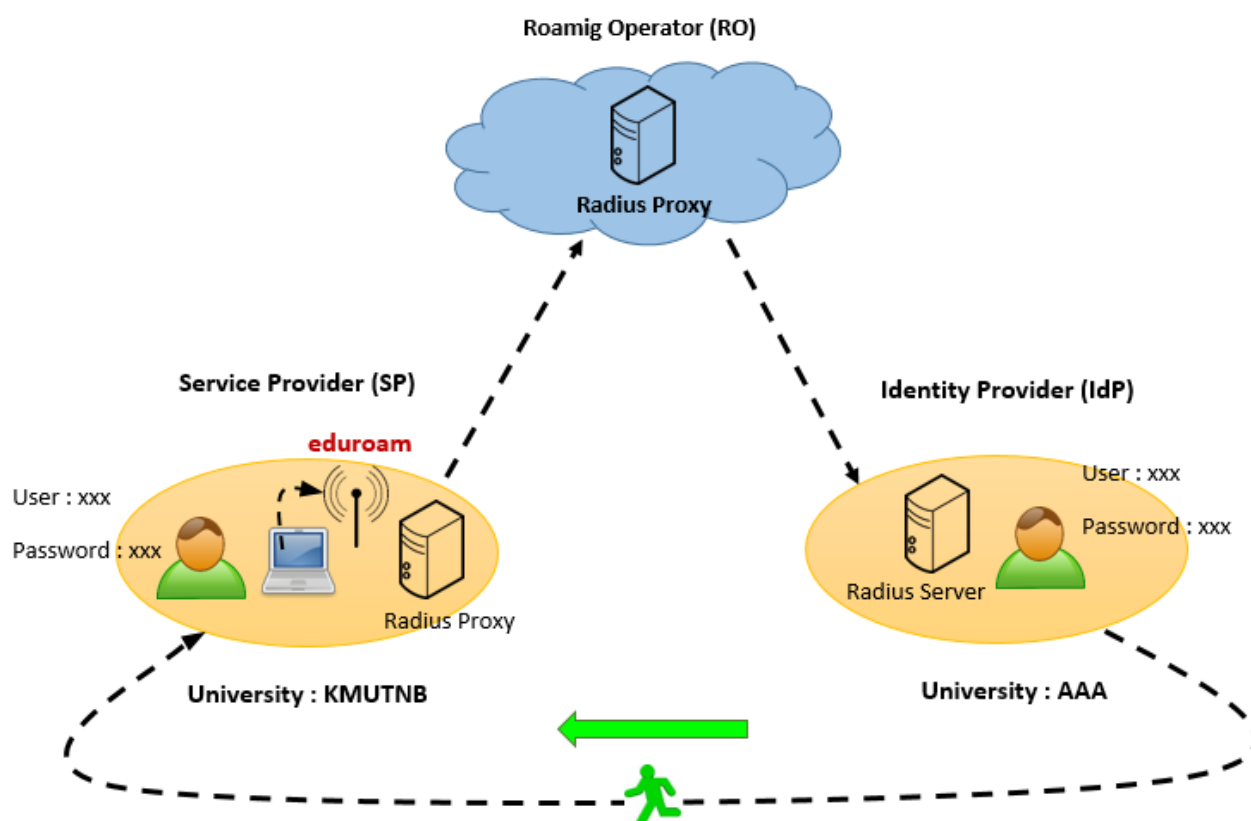 Roamig Operator (RO)
Radius Proxy
Service Provider (SP)
Identity Provider (IdP)
eduroam
User : xxx
Password : xxx
Radius Proxy
User : xxx
Password : xxx
Radius Server
University : KMUTNB
University : AAA